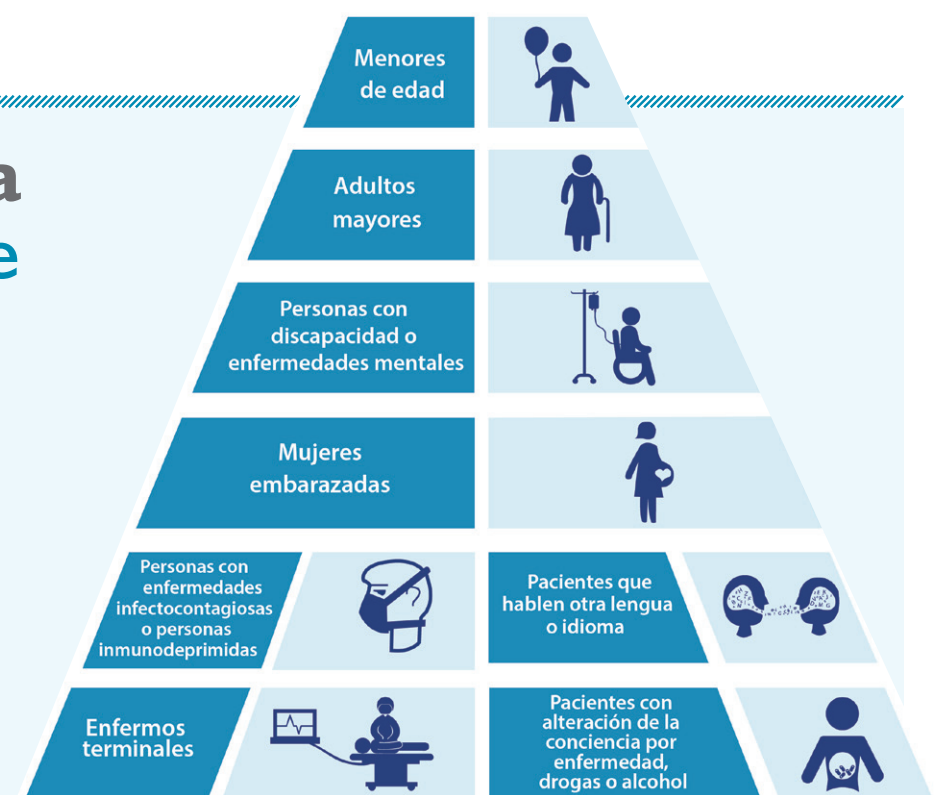 Menores
de edad
a
e
Adultos
mayores
Personas con
discapacidad o
enfermedades mentales
Mujeres
embarazadas
Personas con
enfermedades
infectocontagiosas
o personas
inmunodeprimidas
Pacientes que
hablen otra lengua
o idioma
Enfermos
terminales
Pacientes con
alteración de la
conciencia por
enfermedad,
drogas o alcohol